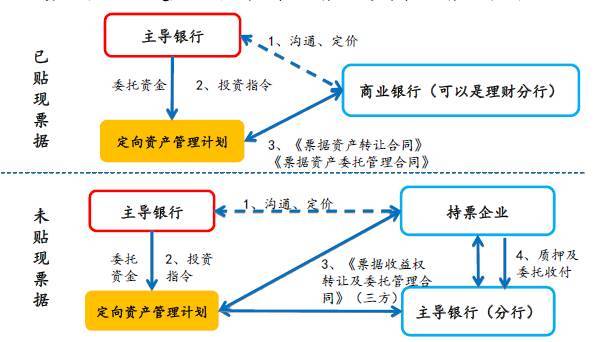 已贴现票据
主导银行
1、沟通、定价
委托资金
2、投资指令
商业银行（可以是理财分行）
定向资产管理计划
3、《票据资产转让合同》
《票据资产委托管理合同》
未贴现票据
主导银行
1、沟通、定价
持票企业
委托
资金
2、投资
指令
3、《票据收益权
转让及委托管理合
同》（三方）
4、质押及
委托收付
定向资产管理计划
主导银行（分行）